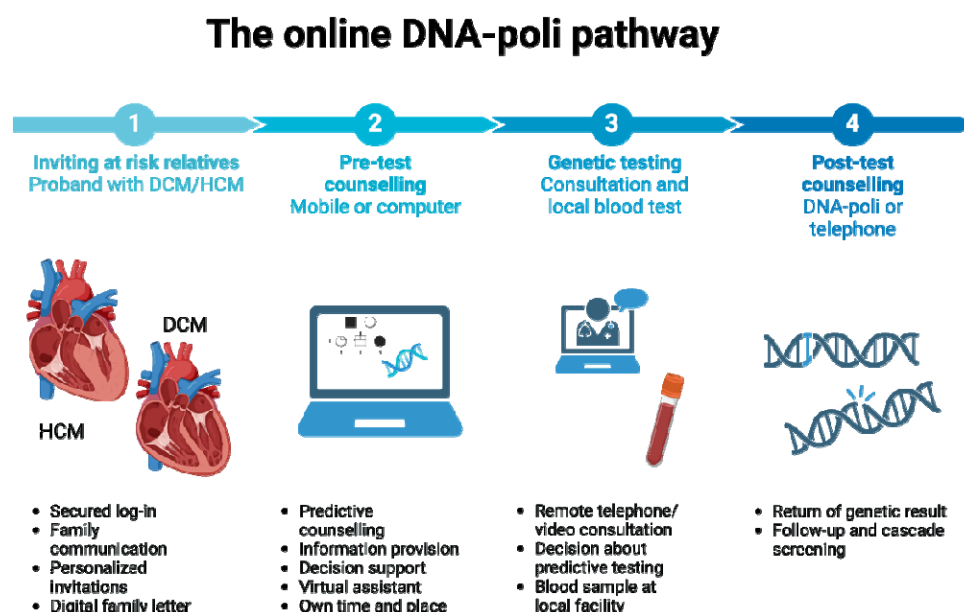 The online DNA-poli pathway
1
2
3
4
Inviting at risk relatives
Proband with DCM/HCM
Pre-test
counselling
Mobile or computer
Genetic testing
Consultation and
local blood test
Post-test
counselling
DNA-poli or
telephone
DCM
HCM
• Secured log-in
• Family
communication
• Personalized
invitations
• Digital family letter
• Predictive
counselling
• Information provision
• Decision support
• Virtual assistant
• Own time and place
• Remote telephone/
video consultation
• Decision about
predictive testing
• Blood sample at
local facility
• Return of genetic result
• Follow-up and cascade
screening